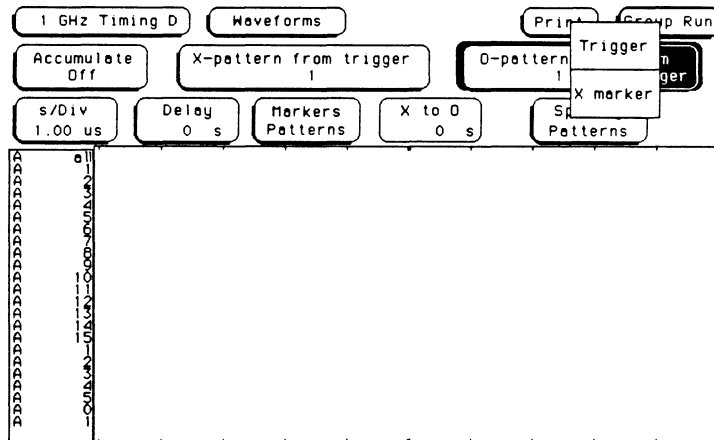 1 GHz Timing D Waveforms Print Group Run
Accumulate Off
X-pattern from trigger 1
O-pattern 1
Trigger
X marker
s/Div 1.00 us
Delay 0 s
Markers Patterns
X to O 0 s
Patterns
A all
A 1
A 2
A 3
A 4
A 5
A 6
A 7
A 8
A 9
A 10
A 11
A 12
A 13
A 14
A 15
A 1
A 2
A 3
A 4
A 5
A 0
A 1